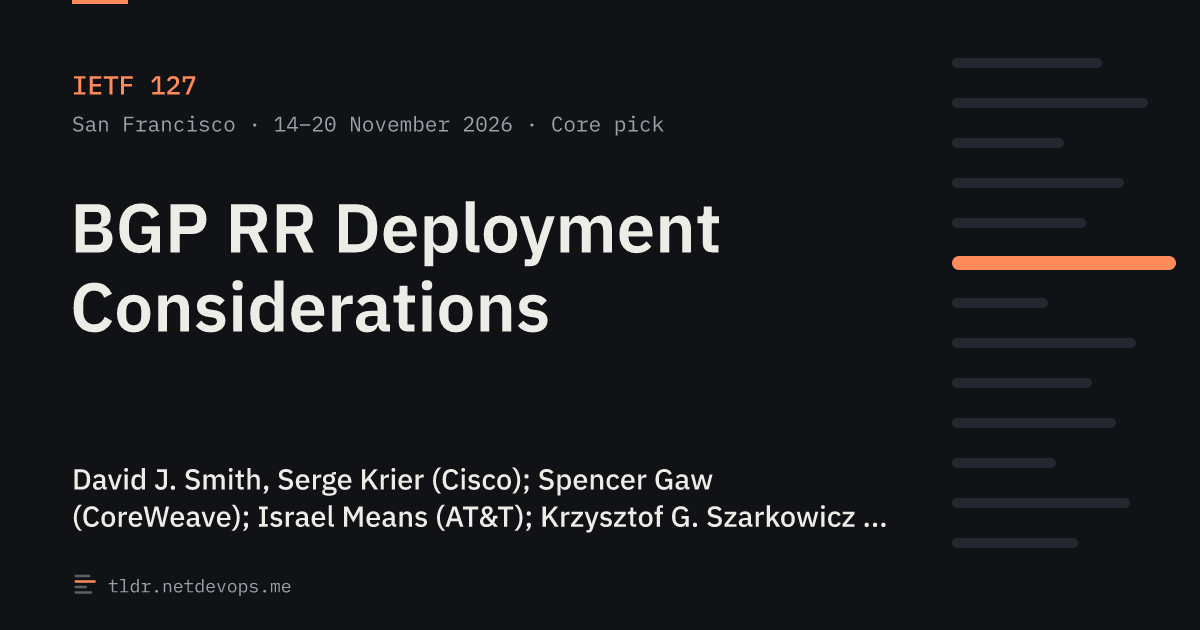 IETF 127
San Francisco · 14–20 November 2026 · Core pick
BGP RR Deployment
Considerations
David J. Smith, Serge Krier (Cisco); Spencer Gaw
(CoreWeave); Israel Means (AT&T); Krzysztof G. Szarkowicz ...
tldr.netdevops.me